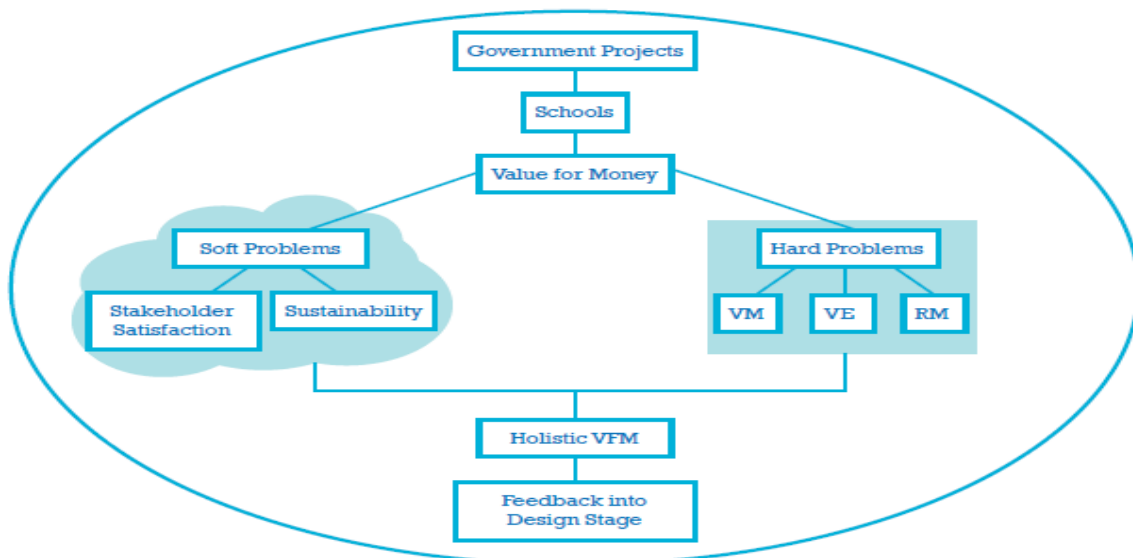 Government Projects
Schools
Value for Money
Soft Problems
Hard Problems
Stakeholder
Satisfaction
Sustainability
VM
VE
RM
Holistic VFM
Feedback into
Design Stage